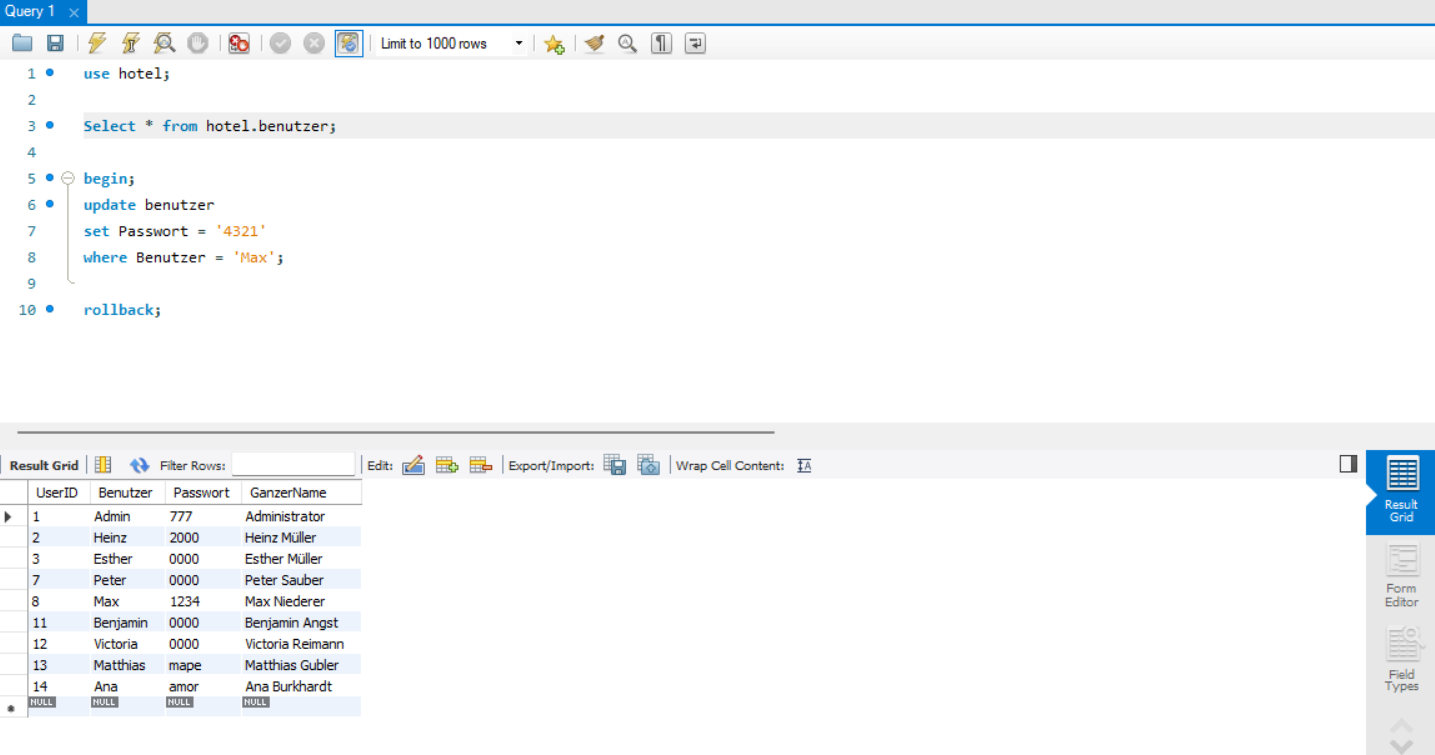 Query 1
Limit to 1000 rows
1 use hotel;
2
3 Select * from hotel.benutzer;
4
5 begin;
6 update benutzer
7 set Passwort = '4321'
8 where Benutzer = 'Max';
9
10 rollback;
Result Grid Filter Rows: Edit: Export/Import: Wrap Cell Content: IA
UserID Benutzer Passwort GanzerName
1 Admin 777 Administrator
2 Heinz 2000 Heinz Müller
3 Esther 0000 Esther Müller
7 Peter 0000 Peter Sauber
8 Max 1234 Max Niederer
11 Benjamin 0000 Benjamin Angst
12 Victoria 0000 Victoria Reimann
13 Matthias mape Matthias Gubler
14 Ana amor Ana Burkhardt
NULL NULL NULL NULL
Result
Grid
Form
Editor
Field
Types